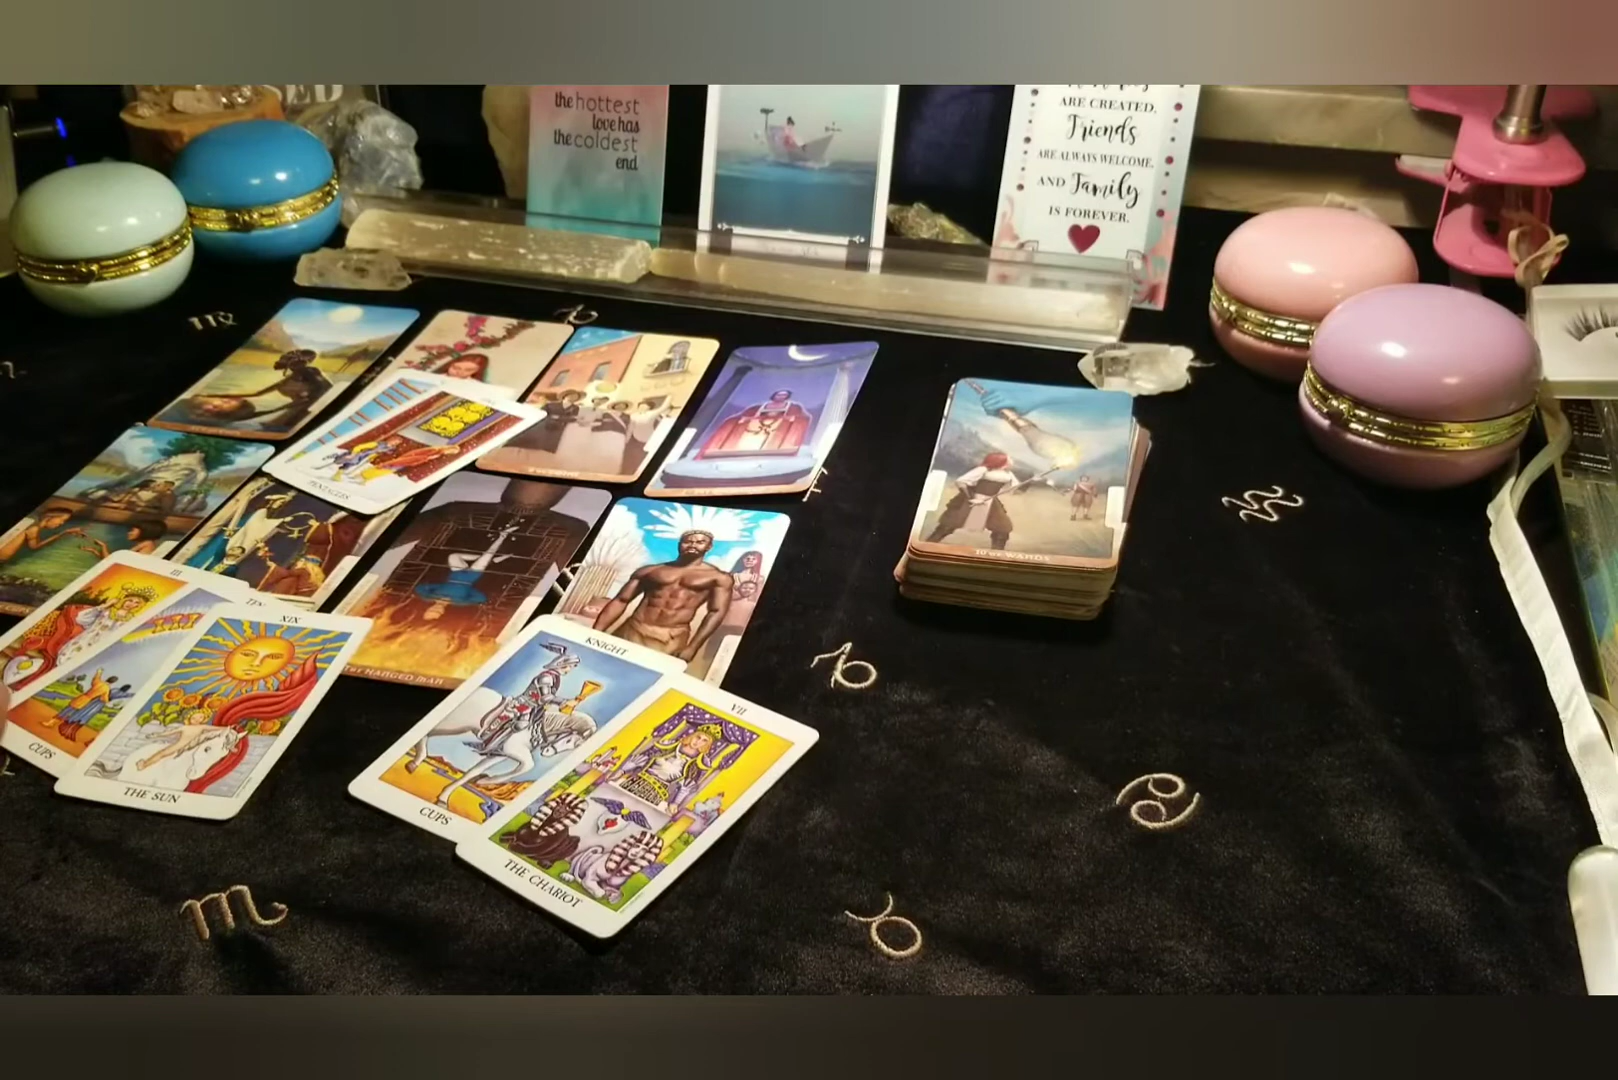 the hottest
love has
the coldest
end
ARE CREATED.
Friends
ARE ALWAYS WELCOME.
AND Family
IS FOREVER.
PENTACLES
10 OF WANDS
THE HANGED MAN
III
TEN
CUPS
XIX
THE SUN
KNIGHT
CUPS
VII
THE CHARIOT